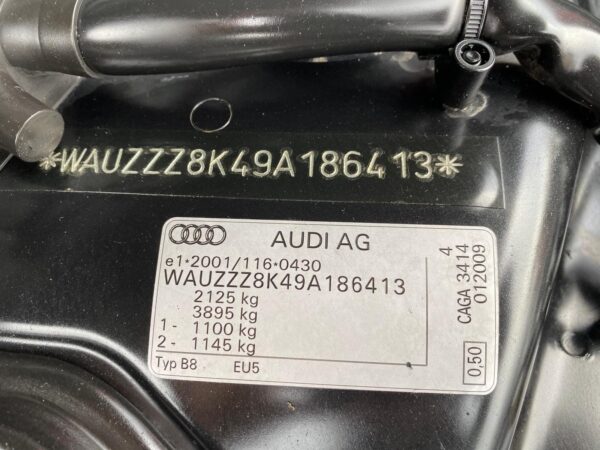 *WAUZZZ8K49A186413*
AUDI AG
e1*2001/116*0430
WAUZZZ8K49A186413
2125 kg
3895 kg
1- 1100 kg
2- 1145 kg
Typ B8 EU5
4
CAGA 3414
012009
0,50